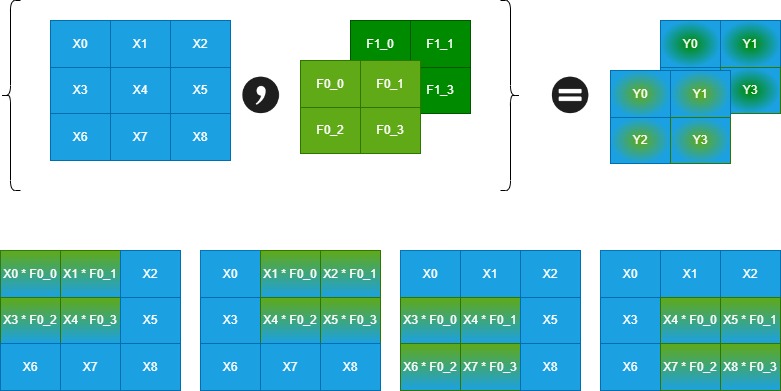 X0 X1 X2 F1_0 F1_1 Y0 Y1
X3 X4 X5 F0_0 F0_1 F1_3 , = Y0 Y1 Y3
X6 X7 X8 F0_2 F0_3 Y2 Y3
X0 * F0_0 X1 * F0_1 X2 X0 X1 * F0_0 X2 * F0_1 X0 X1 X2 X0 X1 X2
X3 * F0_2 X4 * F0_3 X5 X3 X4 * F0_2 X5 * F0_3 X3 * F0_0 X4 * F0_1 X5 X3 X4 * F0_0 X5 * F0_1
X6 X7 X8 X6 X7 X8 X6 * F0_2 X7 * F0_3 X8 X6 X7 * F0_2 X8 * F0_3